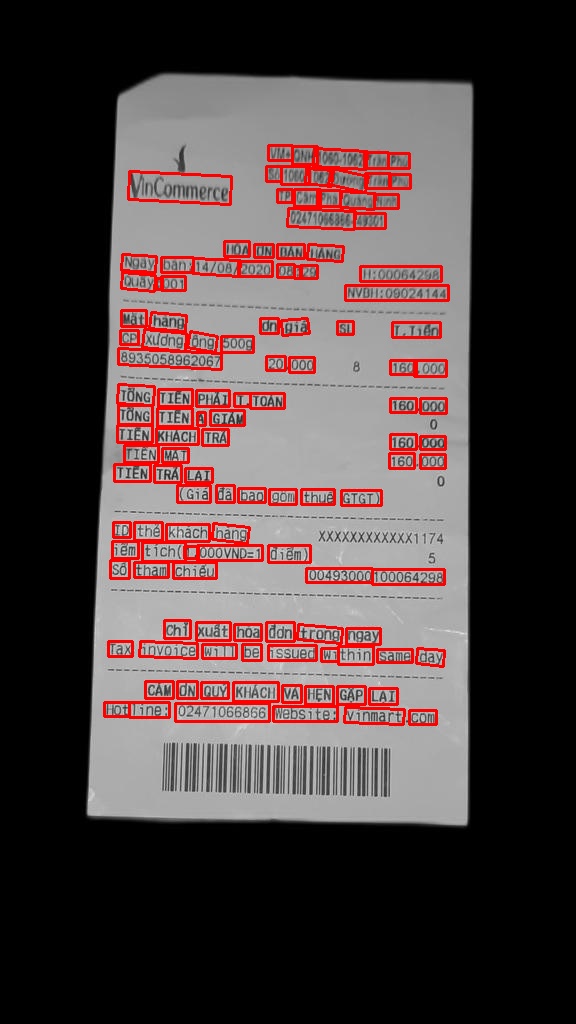 VinCommerce
VM+ QNH 1060-1062 Trần Phú
Số 1060-1062 Đường Trần Phú
TP. Cẩm Phả, Quảng Ninh
02471066866-49301
HÓA ĐƠN BÁN HÀNG
Ngày bán: 14/08/2020 08:29 H:00064298
Quầy: 001 NVBH:09024144
Mặt hàng Đơn giá SL T.Tiền
CP Xương ống 500g
8935058962067 20,000 8 160,000
TỔNG TIỀN PHẢI T.TOÁN 160,000
TỔNG TIỀN ĐÃ GIẢM 0
TIỀN KHÁCH TRẢ 160,000
TIỀN MẶT 160,000
TIỀN TRẢ LẠI 0
(Giá đã bao gồm thuế GTGT)
ID thẻ khách hàng XXXXXXXXXXXX1174
Điểm tích( 000VND=1 điểm) 5
Số tham chiếu 00493000100064298
Chỉ xuất hóa đơn trong ngày
Tax invoice will be issued within same day
CẢM ƠN QUÝ KHÁCH VÀ HẸN GẶP LẠI
Hotline: 02471066866 Website: vinmart.com